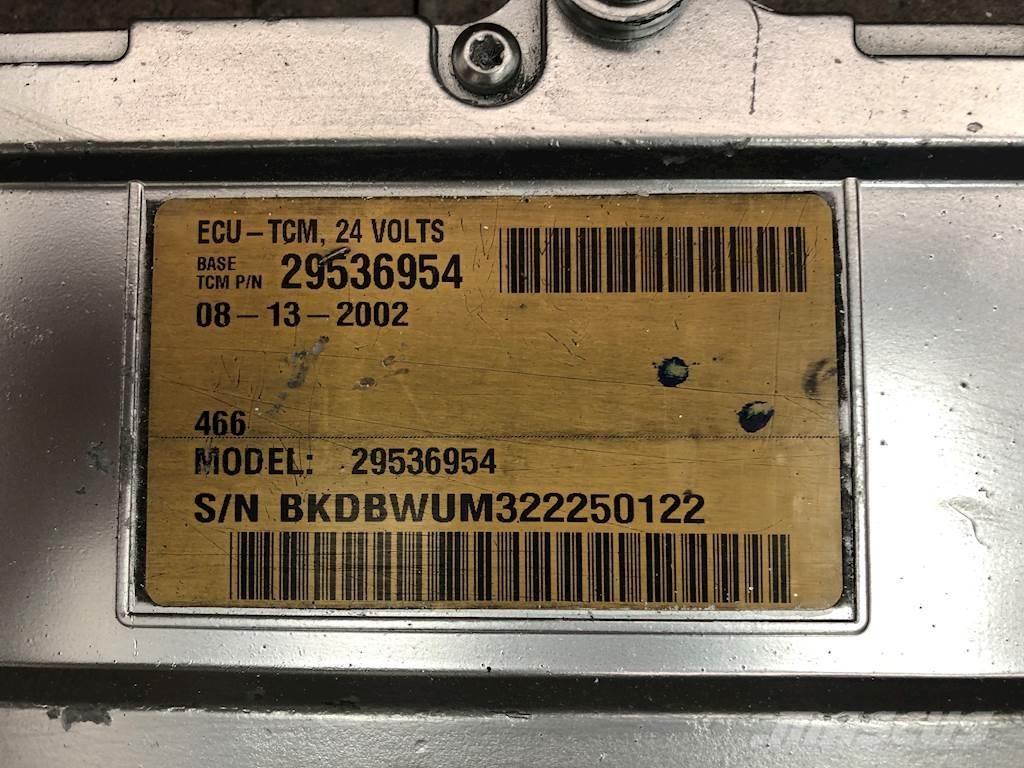 ECU – TCM, 24 VOLTS
BASE
TCM P/N 29536954
08 – 13 – 2002
466
MODEL: 29536954
S/N BKDBWUM322250122